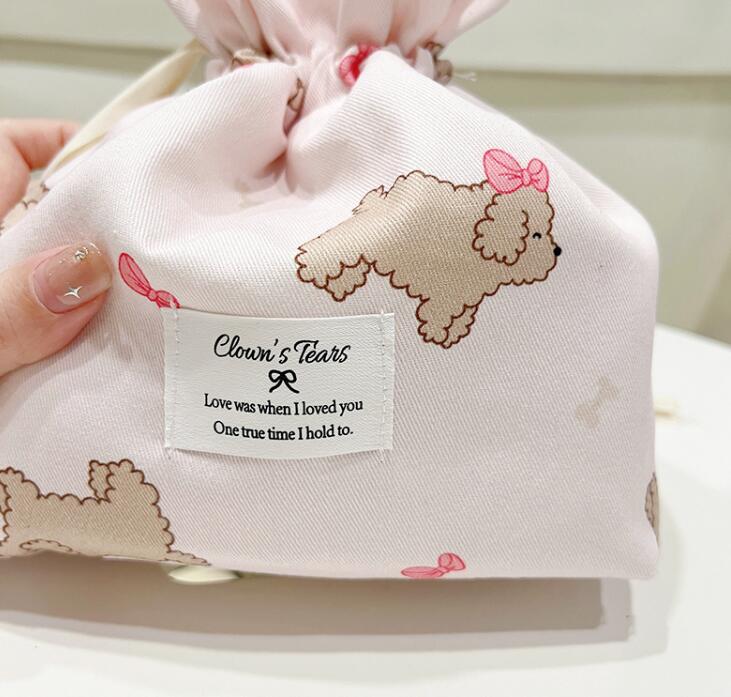 Clown's Tears
Love was when I loved you
One true time I hold to.